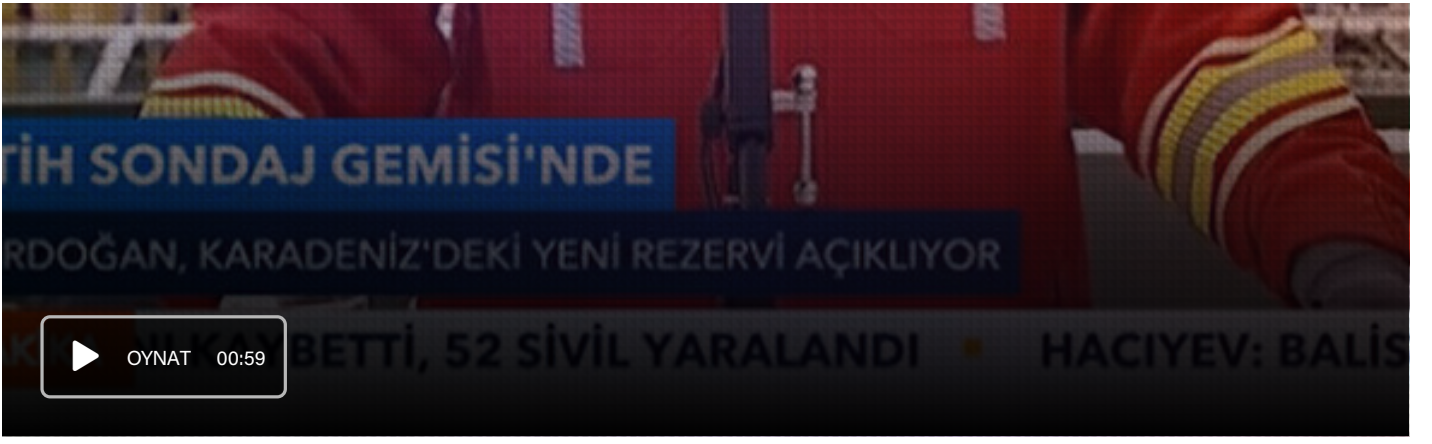 TİH SONDAJ GEMİSİ'NDE
RDOĞAN, KARADENİZ'DEKİ YENİ REZERVİ AÇIKLIYOR
YBETTİ, 52 SİVİL YARALANDI • HACIYEV: BALİS
OYNAT 00:59